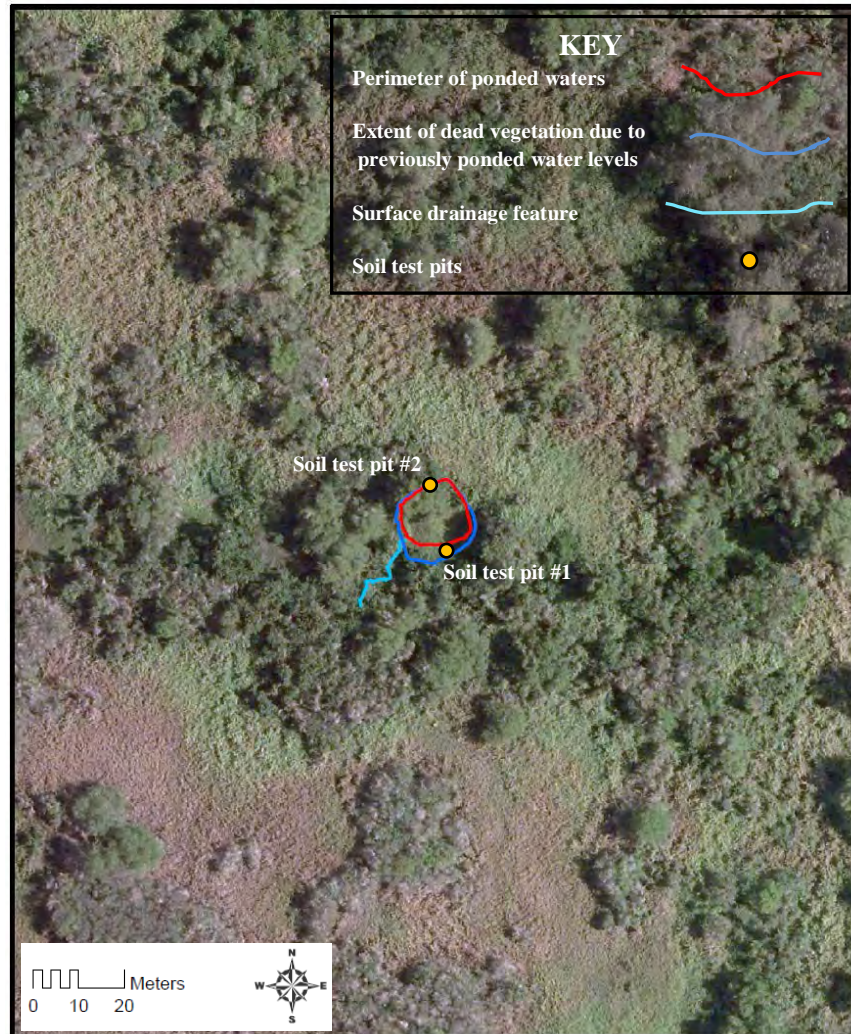 KEY
Perimeter of ponded waters
Extent of dead vegetation due to
previously ponded water levels
Surface drainage feature
Soil test pits
Soil test pit #2
Soil test pit #1
Meters
0 10 20
N
W E
S